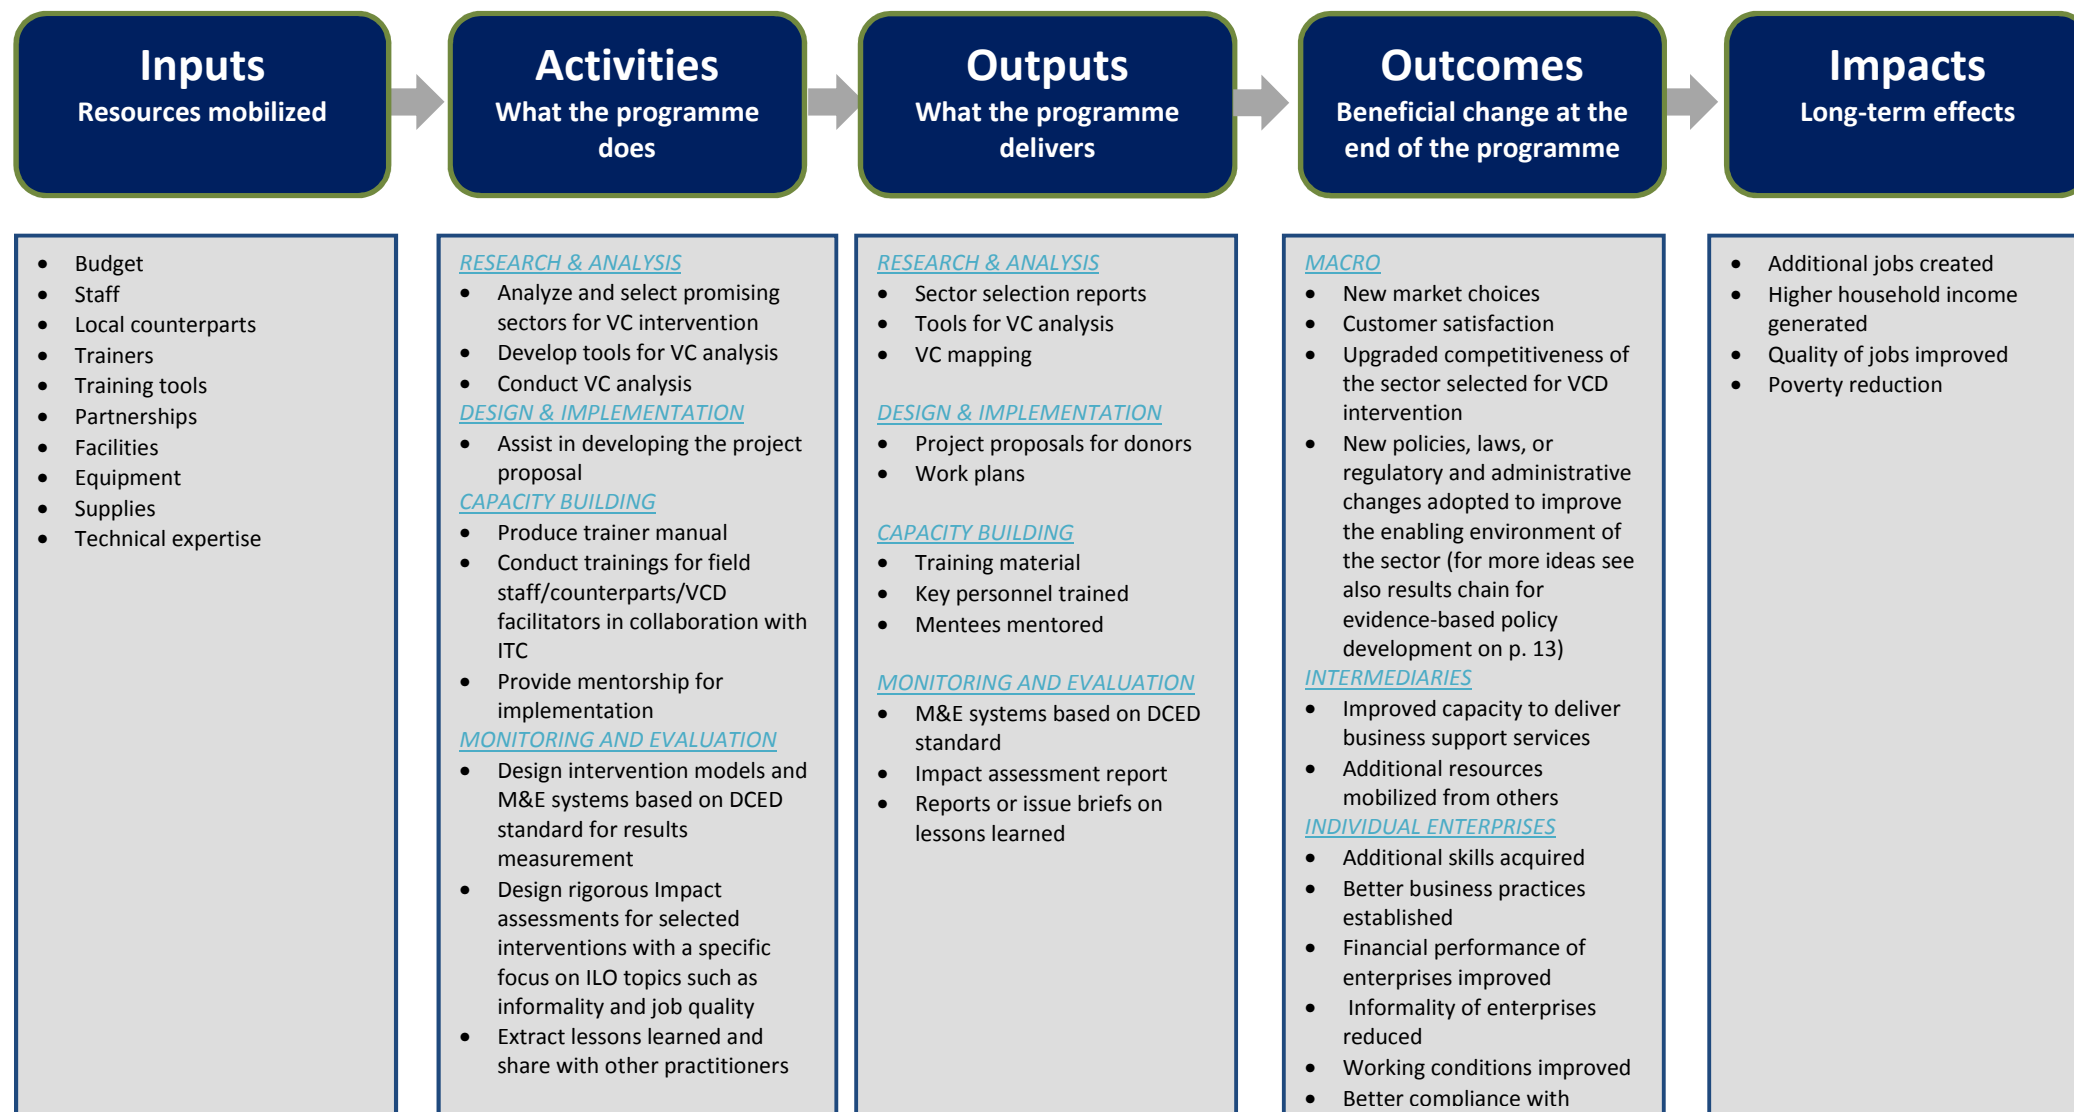 Inputs
Resources mobilized
Activities
What the programme
does
Outputs
What the programme
delivers
Outcomes
Beneficial change at the
end of the programme
Impacts
Long-term effects
• Budget
• Staff
• Local counterparts
• Trainers
• Training tools
• Partnerships
• Facilities
• Equipment
• Supplies
• Technical expertise
RESEARCH & ANALYSIS
• Analyze and select promising
sectors for VC intervention
• Develop tools for VC analysis
• Conduct VC analysis
DESIGN & IMPLEMENTATION
• Assist in developing the project
proposal
CAPACITY BUILDING
• Produce trainer manual
• Conduct trainings for field
staff/counterparts/VCD
facilitators in collaboration with
ITC
• Provide mentorship for
implementation
MONITORING AND EVALUATION
• Design intervention models and
M&E systems based on DCED
standard for results
measurement
• Design rigorous Impact
assessments for selected
interventions with a specific
focus on ILO topics such as
informality and job quality
• Extract lessons learned and
share with other practitioners
RESEARCH & ANALYSIS
• Sector selection reports
• Tools for VC analysis
• VC mapping
DESIGN & IMPLEMENTATION
• Project proposals for donors
• Work plans
CAPACITY BUILDING
• Training material
• Key personnel trained
• Mentees mentored
MONITORING AND EVALUATION
• M&E systems based on DCED
standard
• Impact assessment report
• Reports or issue briefs on
lessons learned
MACRO
• New market choices
• Customer satisfaction
• Upgraded competitiveness of
the sector selected for VCD
intervention
• New policies, laws, or
regulatory and administrative
changes adopted to improve
the enabling environment of
the sector (for more ideas see
also results chain for
evidence-based policy
development on p. 13)
INTERMEDIARIES
• Improved capacity to deliver
business support services
• Additional resources
mobilized from others
INDIVIDUAL ENTERPRISES
• Additional skills acquired
• Better business practices
established
• Financial performance of
enterprises improved
• Informality of enterprises
reduced
• Working conditions improved
• Better compliance with
• Additional jobs created
• Higher household income
generated
• Quality of jobs improved
• Poverty reduction